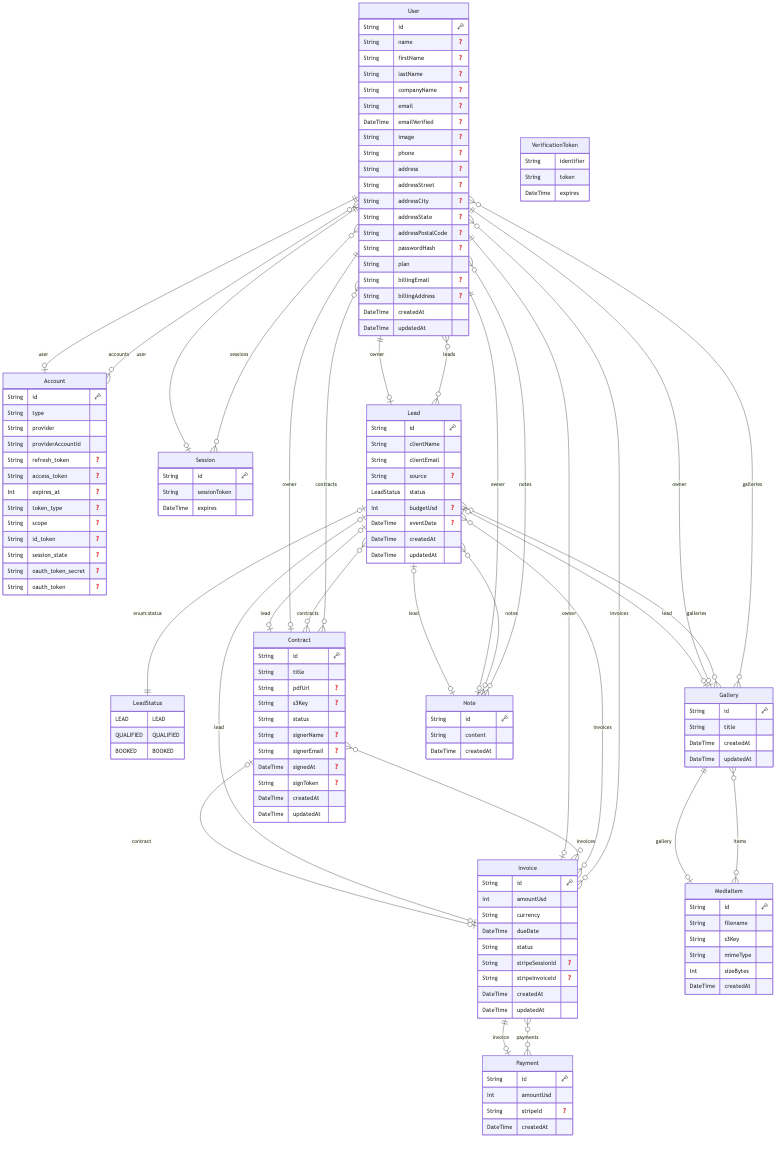 User
String id
String name ?
String firstName ?
String lastName ?
String companyName ?
String email ?
DateTime emailVerified ?
String image ?
String phone ?
String address ?
String addressStreet ?
String addressCity ?
String addressState ?
String addressPostalCode ?
String passwordHash ?
String plan
String billingEmail ?
String billingAddress ?
DateTime createdAt
DateTime updatedAt
VerificationToken
String identifier
String token
DateTime expires
user
accounts
user
sessions
owner
leads
Account
String id
String type
String provider
String providerAccountId
String refresh_token ?
String access_token ?
Int expires_at ?
String token_type ?
String scope ?
String id_token ?
String session_state ?
String oauth_token_secret ?
String oauth_token ?
Session
String id
String sessionToken
DateTime expires
Lead
String id
String clientName
String clientEmail
String source ?
LeadStatus status
Int budgetUsd ?
DateTime eventDate ?
DateTime createdAt
DateTime updatedAt
owner
contracts
owner
notes
owner
galleries
enum:status
lead
contracts
lead
notes
owner
invoices
lead
galleries
LeadStatus
LEAD LEAD
QUALIFIED QUALIFIED
BOOKED BOOKED
lead
Contract
String id
String title
String pdfUrl ?
String s3Key ?
String status
String signerName ?
String signerEmail ?
DateTime signedAt ?
String signToken ?
DateTime createdAt
DateTime updatedAt
Note
String id
String content
DateTime createdAt
invoices
Gallery
String id
String title
DateTime createdAt
DateTime updatedAt
contract
invoices
gallery
items
Invoice
String id
Int amountUsd
String currency
DateTime dueDate
String status
String stripeSessionId ?
String stripeInvoiceId ?
DateTime createdAt
DateTime updatedAt
MediaItem
String id
String filename
String s3Key
String mimeType
Int sizeBytes
DateTime createdAt
invoice
payments
Payment
String id
Int amountUsd
String stripeId ?
DateTime createdAt